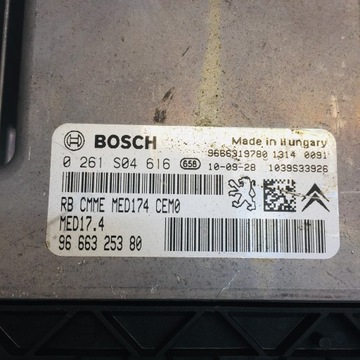 BOSCH
Made in Hungary
9666319780 1314 0091
0 261 S04 616 658 10-09-28 1039S33926
RB CMME MED174 CEM0
MED17.4
96 663 253 80